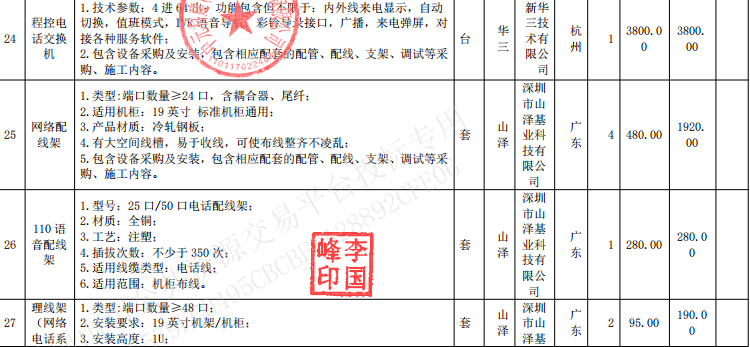 24
程控电
话交换
机
1.技术参数: 4 进 64 出, 功能包含但不限于: 内外线来电显示, 自动
切换, 值班模式, IVR 语音导航, 彩铃导录接口, 广播, 来电弹屏, 对
接各种服务软件;
2.包含设备采购及安装, 包含相应配套的配管、配线、支架、调试等采
购、施工内容。
台
华
三
新华
三技
术有
限公
司
杭
州
1
3800.0
0
3800.
00
25
网络配
线架
1.类型:端口数量≥24 口, 含耦合器、尾纤;
2.适用机柜: 19 英寸 标准机柜通用;
3.产品材质: 冷轧钢板;
4.有大空间线槽, 易于收线, 可使布线整齐不凌乱;
5.包含设备采购及安装, 包含相应配套的配管、配线、支架、调试等采
购、施工内容。
套
山
泽
深圳
市山
泽基
业科
技有
限公
司
广
东
4
480.00
1920.
00
26
110 语
音配线
架
1.型号: 25 口/50 口电话配线架;
2.材质: 全铜;
3.工艺: 注塑;
4.插拔次数: 不少于 350 次;
5.适用线缆类型: 电话线;
6.适用范围: 机柜布线。
套
山
泽
深圳
市山
泽基
业科
技有
限公
司
广
东
1
280.00
280.0
0
李国
峰印
27
理线架
（网络
电话系
1.类型:端口数量≥48 口;
2.安装要求: 19 英寸机架/机柜;
3.安装高度: 1U;
套
山
泽
深圳
市山
泽基
广
东
2
95.00
190.0
0